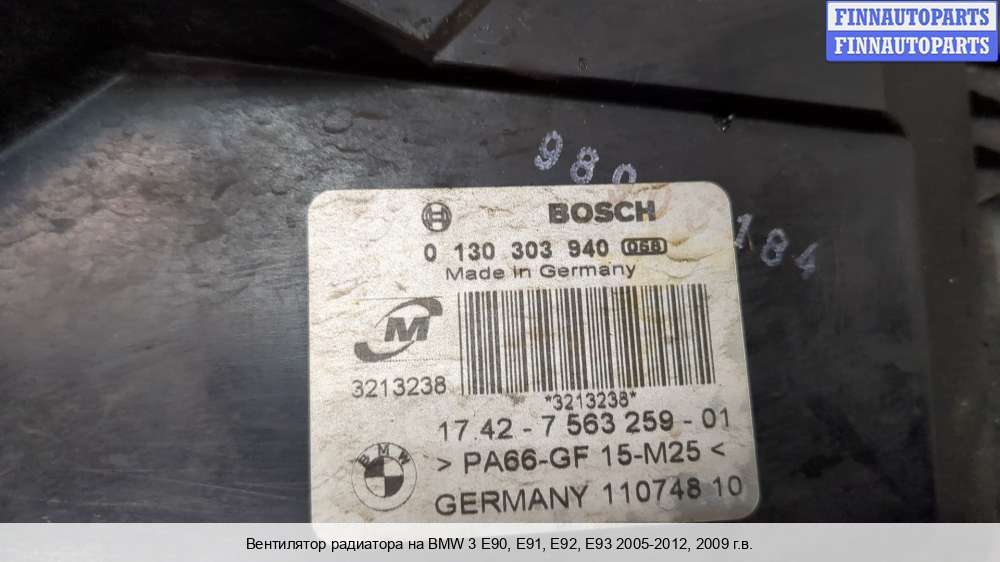 FINNAUTOPARTS
FINNAUTOPARTS
980
184
BOSCH
0 130 303 940 068
Made in Germany
M
3213238
*3213238*
17.42 - 7 563 259 - 01
BMW
> PA66-GF 15-M25 <
GERMANY 110748 10
Вентилятор радиатора на BMW 3 E90, E91, E92, E93 2005-2012, 2009 г.в.